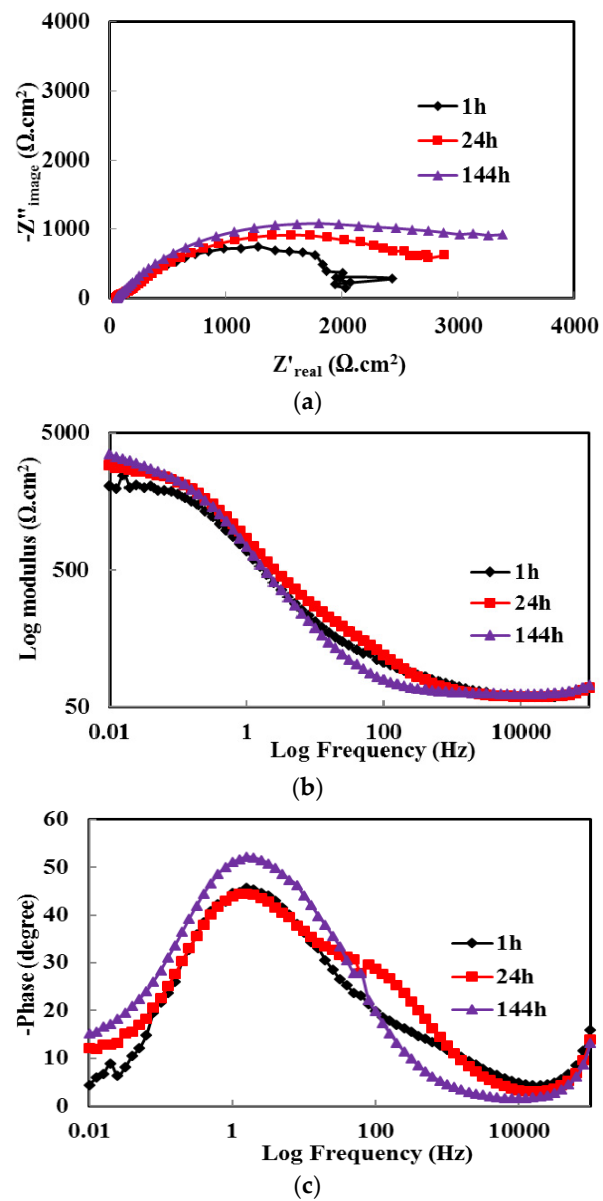 4000
3000
2000
1000
0
-Z"image (Ω.cm2)
1h
24h
144h
0 1000 2000 3000 4000
Z'real (Ω.cm2)
(a)
5000
500
50
Log modulus (Ω.cm2)
1h
24h
144h
0.01 1 100 10000
Log Frequency (Hz)
(b)
60
50
40
30
20
10
0
-Phase (degree)
1h
24h
144h
0.01 1 100 10000
Log Frequency (Hz)
(c)